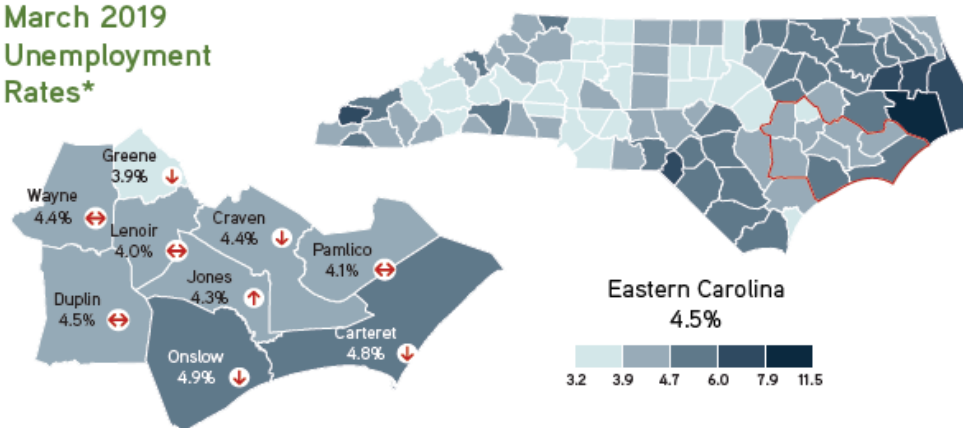 March 2019
Unemployment
Rates*
Greene
3.9%
Wayne
4.4%
Lenoir
4.0%
Craven
4.4%
Pamlico
4.1%
Jones
4.3%
Duplin
4.5%
Carteret
4.8%
Onslow
4.9%
Eastern Carolina
4.5%
3.2 3.9 4.7 6.0 7.9 11.5